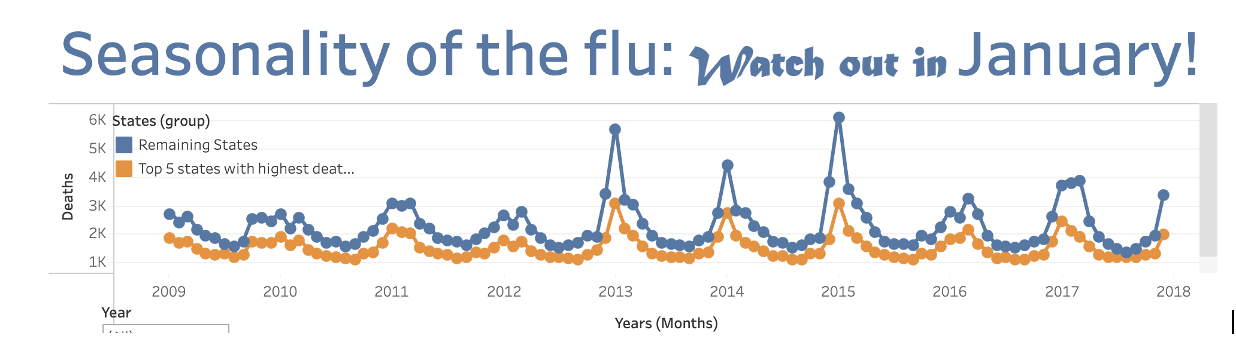 Seasonality of the flu: Watch out in January!
States (group)
Remaining States
Top 5 states with highest deat...
Deaths
6K
5K
4K
3K
2K
1K
2009 2010 2011 2012 2013 2014 2015 2016 2017 2018
Years (Months)
Year